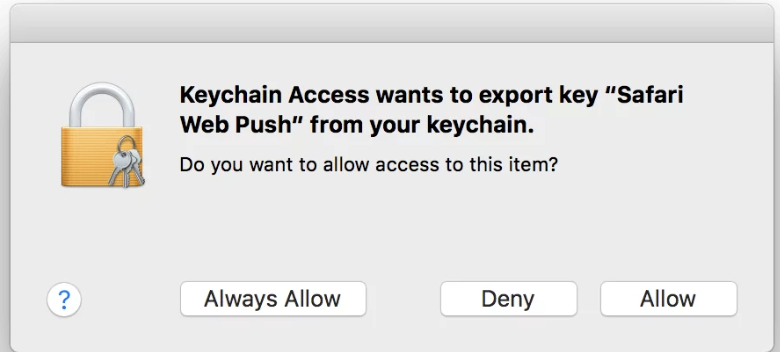 Keychain Access wants to export key “Safari
Web Push” from your keychain.
Do you want to allow access to this item?
?
Always Allow
Deny
Allow